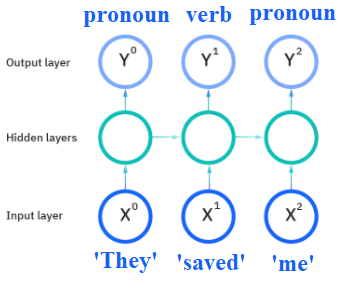 pronoun verb pronoun
Output layer Y⁰ Y¹ Y²
Hidden layers
Input layer X⁰ X¹ X²
'They' 'saved' 'me'